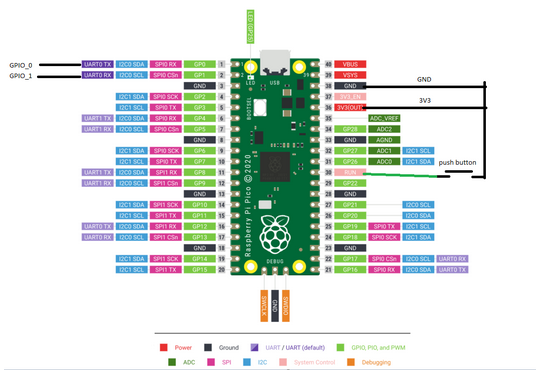 LED (GP25)
GPIO_0 UART0 TX I2C0 SDA SPI0 RX GP0 1 40 VBUS
GPIO_1 UART0 RX I2C0 SCL SPI0 CSn GP1 2 39 VSYS
GND 3 38 GND GND
I2C1 SDA SPI0 SCK GP2 4 37 3V3_EN
I2C1 SCL SPI0 TX GP3 5 36 3V3(OUT) 3V3
UART1 TX I2C0 SDA SPI0 RX GP4 6 35 ADC_VREF
UART1 RX I2C0 SCL SPI0 CSn GP5 7 34 GP28 ADC2
GND 8 33 GND AGND
I2C1 SDA SPI0 SCK GP6 9 32 GP27 ADC1 I2C1 SCL
I2C1 SCL SPI0 TX GP7 10 31 GP26 ADC0 I2C1 SDA
push button
UART1 TX I2C0 SDA SPI1 RX GP8 11 30 RUN
UART1 RX I2C0 SCL SPI1 CSn GP9 12 29 GP22
GND 13 28 GND
I2C1 SDA SPI1 SCK GP10 14 27 GP21 I2C0 SCL
I2C1 SCL SPI1 TX GP11 15 26 GP20 I2C0 SDA
UART0 TX I2C0 SDA SPI1 RX GP12 16 25 GP19 SPI0 TX I2C1 SCL
UART0 RX I2C0 SCL SPI1 CSn GP13 17 24 GP18 SPI0 SCK I2C1 SDA
GND 18 23 GND
I2C1 SDA SPI1 SCK GP14 19 22 GP17 SPI0 CSn I2C0 SCL UART0 RX
I2C1 SCL SPI1 TX GP15 20 21 GP16 SPI0 RX I2C0 SDA UART0 TX
LED
USB
BOOTSEL
Raspberry Pi Pico © 2020
DEBUG
SWCLK
GND
SWDIO
Power Ground UART / UART (default) GPIO, PIO, and PWM
ADC SPI I2C System Control Debugging